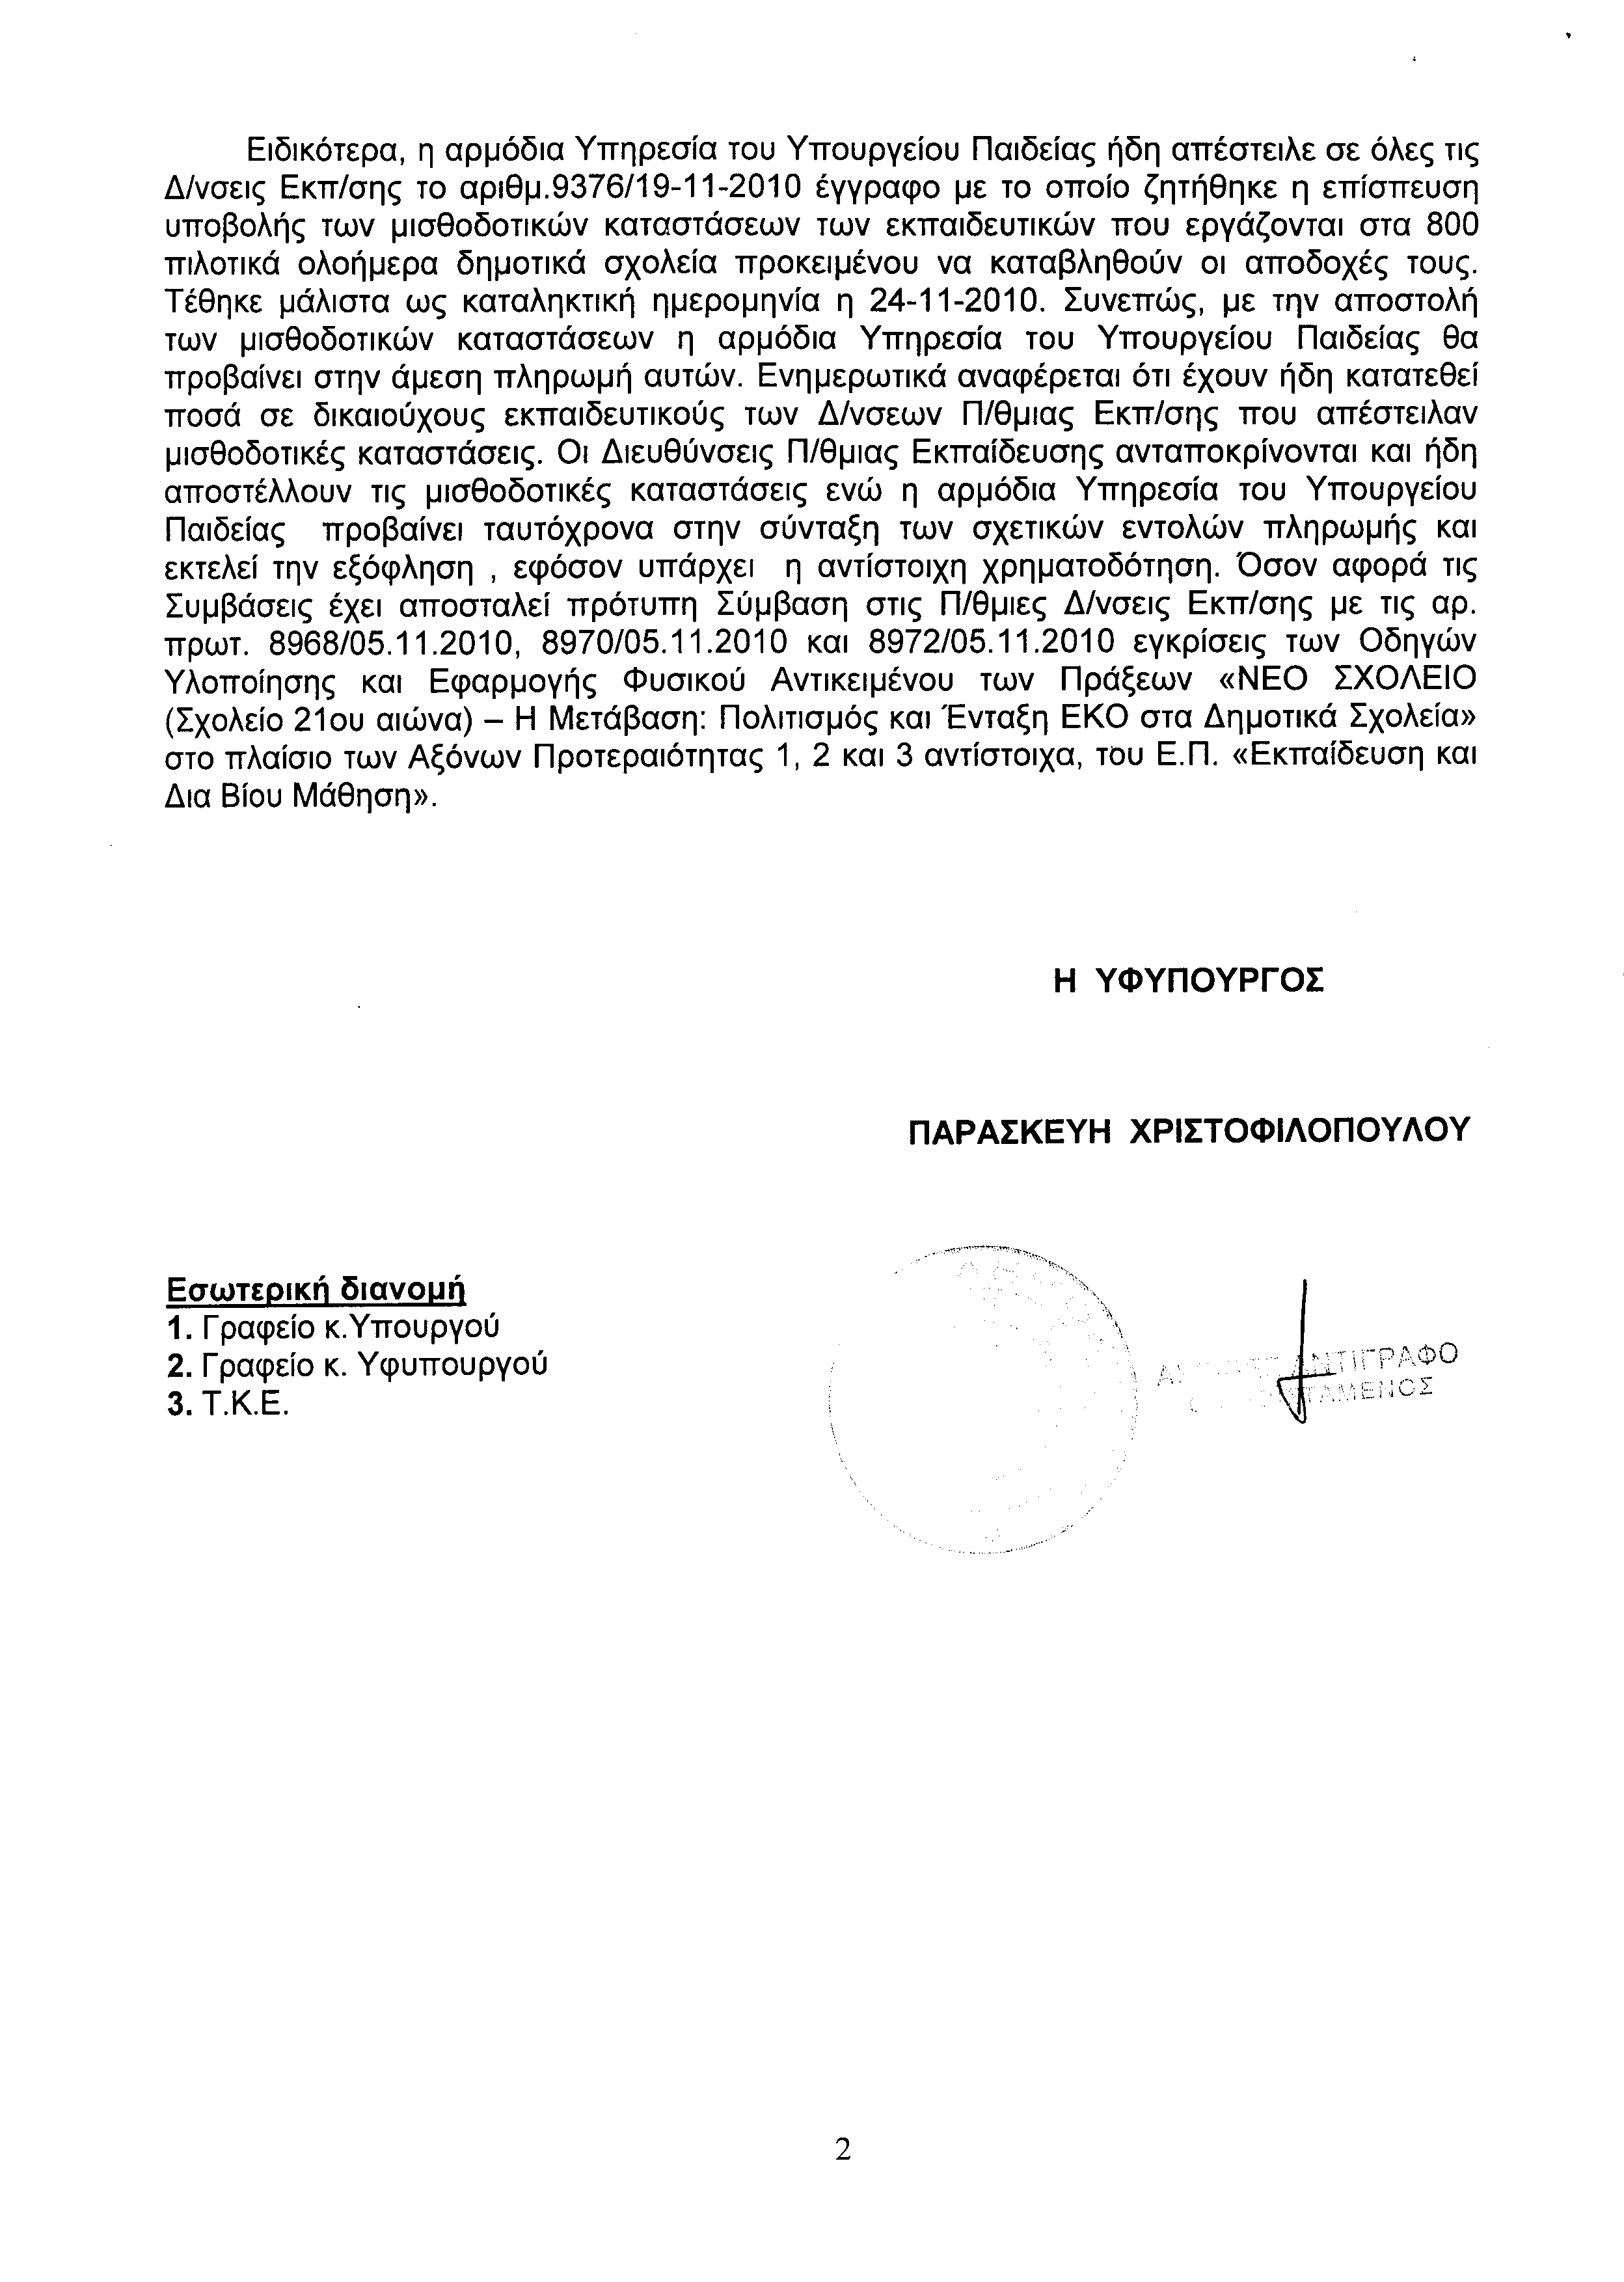 Ειδικότερα, η αρμόδια Υπηρεσία του Υπουργείου Παιδείας ήδη απέστειλε σε όλες τις
Δ/νσεις Εκπ/σης το αριθμ.9376/19-11-2010 έγγραφο με το οποίο ζητήθηκε η επίσπευση
υποβολής των μισθοδοτικών καταστάσεων των εκπαιδευτικών που εργάζονται στα 800
πιλοτικά ολοήμερα δημοτικά σχολεία προκειμένου να καταβληθούν οι αποδοχές τους.
Τέθηκε μάλιστα ως καταληκτική ημερομηνία η 24-11-2010. Συνεπώς, με την αποστολή
των μισθοδοτικών καταστάσεων η αρμόδια Υπηρεσία του Υπουργείου Παιδείας θα
προβαίνει στην άμεση πληρωμή αυτών. Ενημερωτικά αναφέρεται ότι έχουν ήδη κατατεθεί
ποσά σε δικαιούχους εκπαιδευτικούς των Δ/νσεων Π/θμιας Εκπ/σης που απέστειλαν
μισθοδοτικές καταστάσεις. Οι Διευθύνσεις Π/θμιας Εκπαίδευσης ανταποκρίνονται και ήδη
αποστέλλουν τις μισθοδοτικές καταστάσεις ενώ η αρμόδια Υπηρεσία του Υπουργείου
Παιδείας προβαίνει ταυτόχρονα στην σύνταξη των σχετικών εντολών πληρωμής και
εκτελεί την εξόφληση , εφόσον υπάρχει η αντίστοιχη χρηματοδότηση. Όσον αφορά τις
Συμβάσεις έχει αποσταλεί πρότυπη Σύμβαση στις Π/θμιες Δ/νσεις Εκπ/σης με τις αρ.
πρωτ. 8968/05.11.2010, 8970/05.11.2010 και 8972/05.11.2010 εγκρίσεις των Οδηγών
Υλοποίησης και Εφαρμογής Φυσικού Αντικειμένου των Πράξεων «ΝΕΟ ΣΧΟΛΕΙΟ
(Σχολείο 21ου αιώνα) – Η Μετάβαση: Πολιτισμός και Ένταξη ΕΚΟ στα Δημοτικά Σχολεία»
στο πλαίσιο των Αξόνων Προτεραιότητας 1, 2 και 3 αντίστοιχα, του Ε.Π. «Εκπαίδευση και
Δια Βίου Μάθηση».
Η ΥΦΥΠΟΥΡΓΟΣ
ΠΑΡΑΣΚΕΥΗ ΧΡΙΣΤΟΦΙΛΟΠΟΥΛΟΥ
Εσωτερική διανομή
1. Γραφείο κ.Υπουργού
2. Γραφείο κ. Υφυπουργού
3. Τ.Κ.Ε.
ΑΝΤΙΓΡΑΦΟ
2